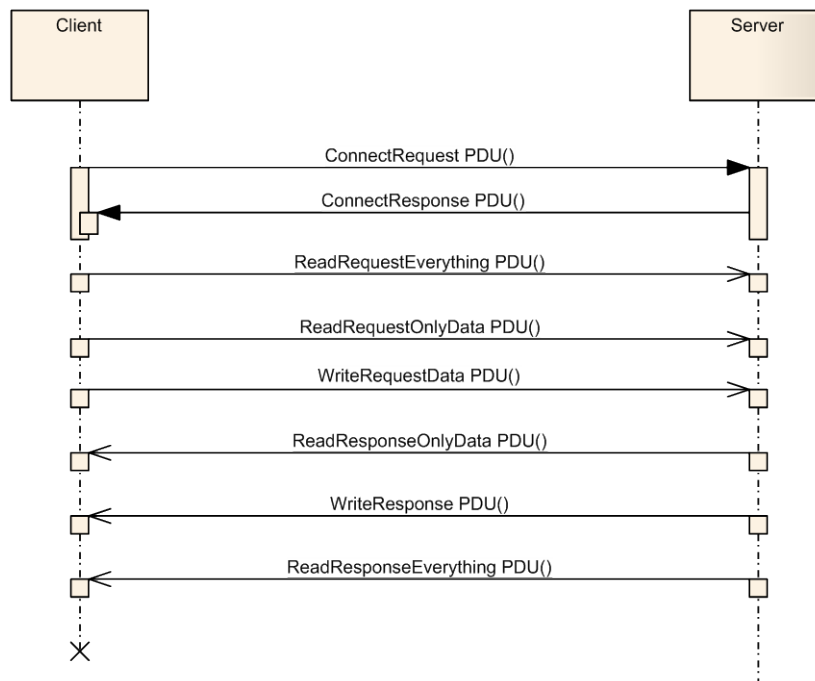 Client
Server
ConnectRequest PDU()
ConnectResponse PDU()
ReadRequestEverything PDU()
ReadRequestOnlyData PDU()
WriteRequestData PDU()
ReadResponseOnlyData PDU()
WriteResponse PDU()
ReadResponseEverything PDU()